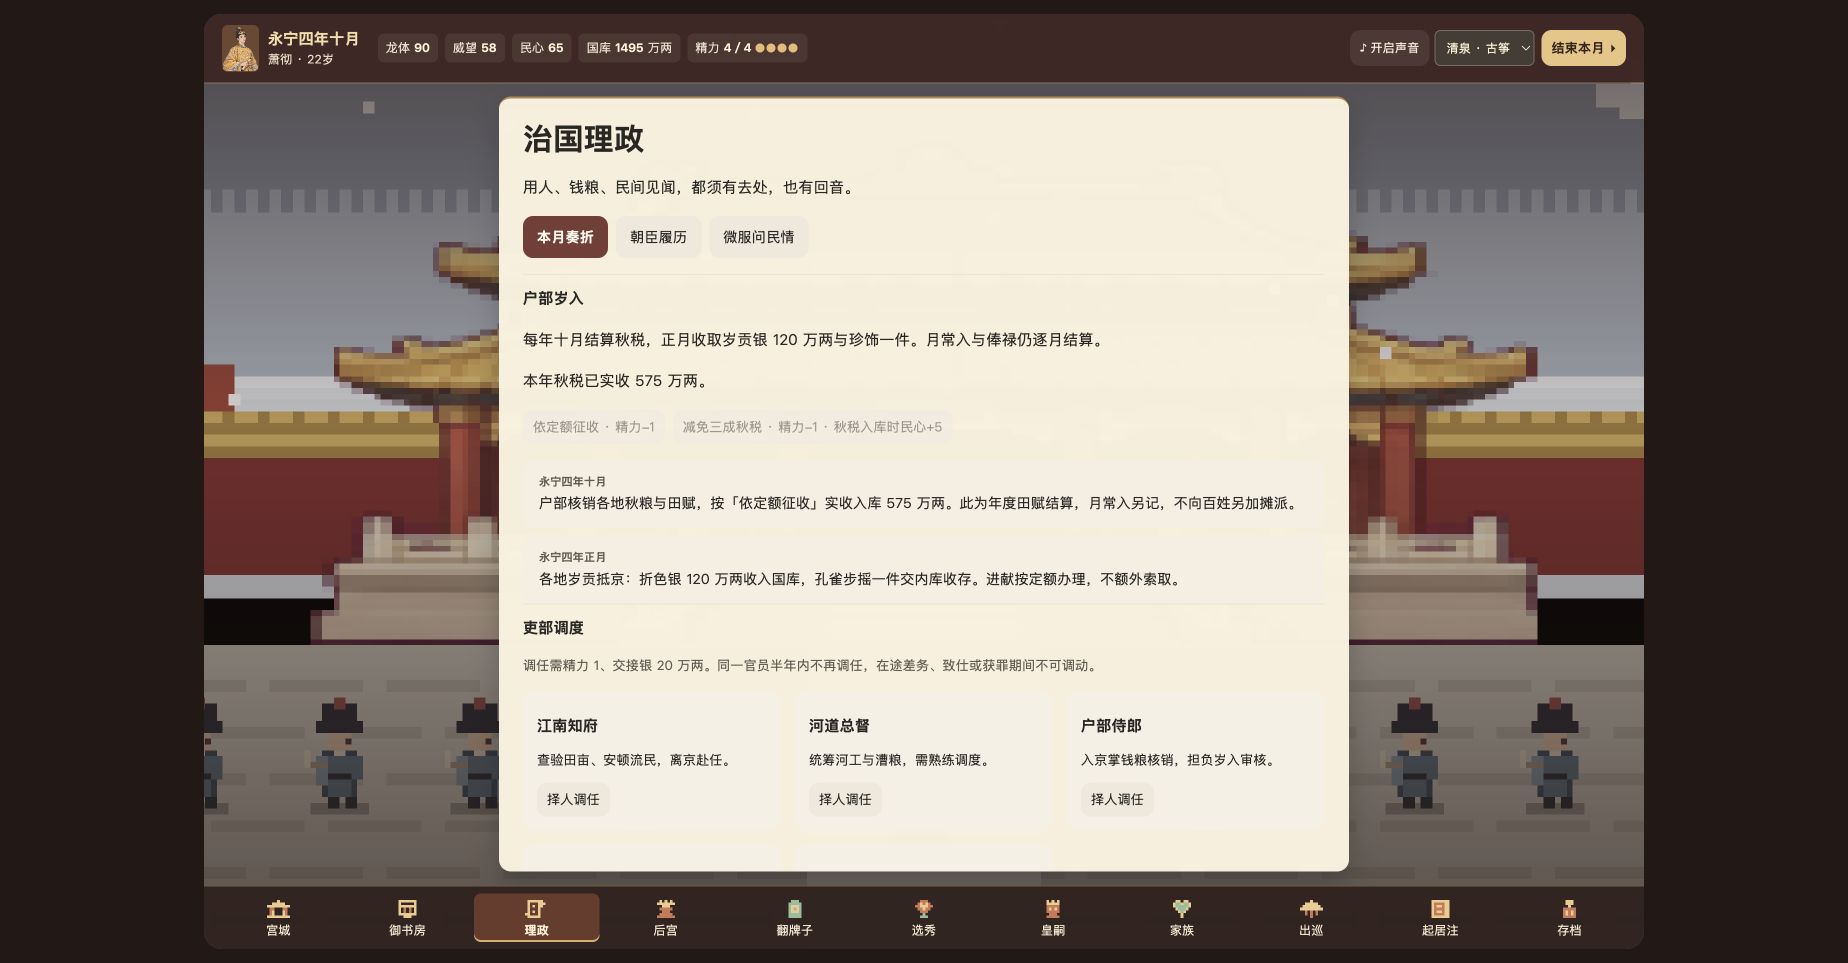 永宁四年十月
萧彻 · 22岁
龙体 90
威望 58
民心 65
国库 1495 万两
精力 4 / 4
♪ 开启声音
清泉 · 古筝
结束本月
治国理政
用人、钱粮、民间见闻，都须有去处，也有回音。
本月奏折
朝臣履历
微服问民情
户部岁入
每年十月结算秋税，正月收取岁贡银 120 万两与珍饰一件。月常入与俸禄仍逐月结算。
本年秋税已实收 575 万两。
依定额征收 · 精力−1
减免三成秋税 · 精力−1 · 秋税入库时民心+5
永宁四年十月
户部核销各地秋粮与田赋，按「依定额征收」实收入库 575 万两。此为年度田赋结算，月常入另记，不向百姓另加摊派。
永宁四年正月
各地岁贡抵京：折色银 120 万两收入国库，孔雀步摇一件交内库收存。进献按定额办理，不额外索取。
吏部调度
调任需精力 1、交接银 20 万两。同一官员半年内不再调任，在途差务、致仕或获罪期间不可调动。
江南知府
查验田亩、安顿流民，离京赴任。
择人调任
河道总督
统筹河工与漕粮，需熟练调度。
择人调任
户部侍郎
入京掌钱粮核销，担负岁入审核。
择人调任
宫城
御书房
理政
后宫
翻牌子
选秀
皇嗣
家族
出巡
起居注
存档